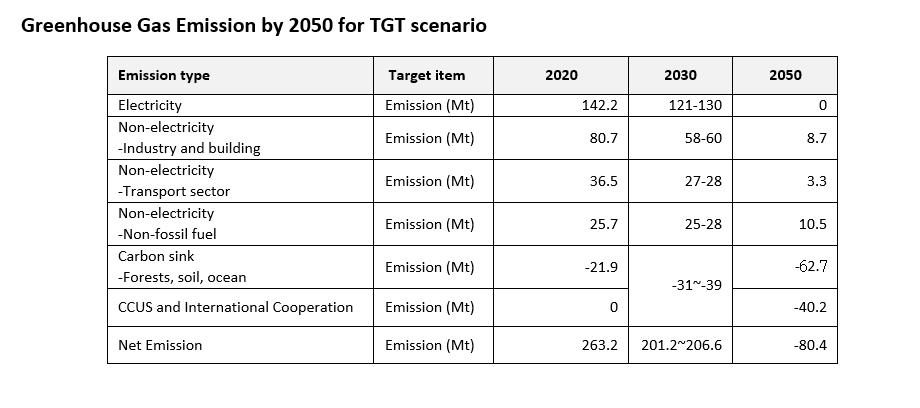 Greenhouse Gas Emission by 2050 for TGT scenario
Emission type Target item 2020 2030 2050
Electricity Emission (Mt) 142.2 121-130 0
Non-electricity
-Industry and building Emission (Mt) 80.7 58-60 8.7
Non-electricity
-Transport sector Emission (Mt) 36.5 27-28 3.3
Non-electricity
-Non-fossil fuel Emission (Mt) 25.7 25-28 10.5
Carbon sink
-Forests, soil, ocean Emission (Mt) -21.9 -31~-39 -62.7
CCUS and International Cooperation Emission (Mt) 0 -40.2
Net Emission Emission (Mt) 263.2 201.2~206.6 -80.4